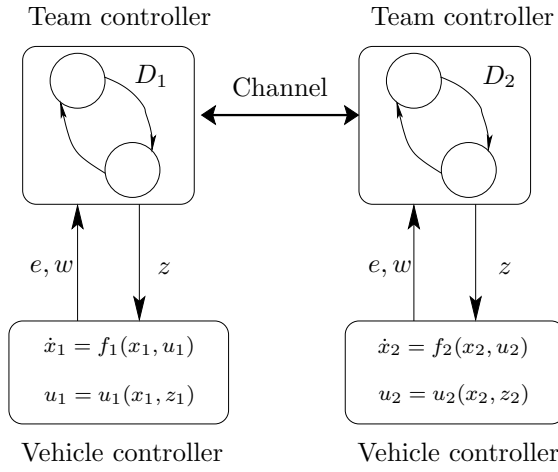 Team controller
Team controller
D₁
Channel
D₂
e, w
z
e, w
z
ẋ₁ = f₁(x₁, u₁)
u₁ = u₁(x₁, z₁)
ẋ₂ = f₂(x₂, u₂)
u₂ = u₂(x₂, z₂)
Vehicle controller
Vehicle controller